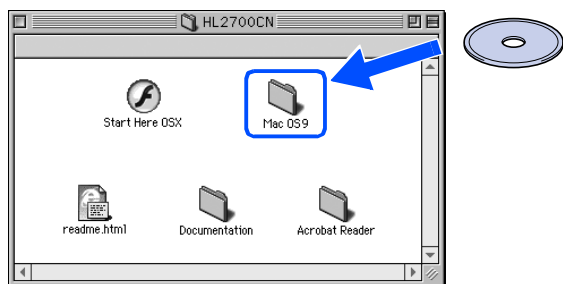 HL2700CN
Start Here OSX
Mac OS9
readme.html
Documentation
Acrobat Reader